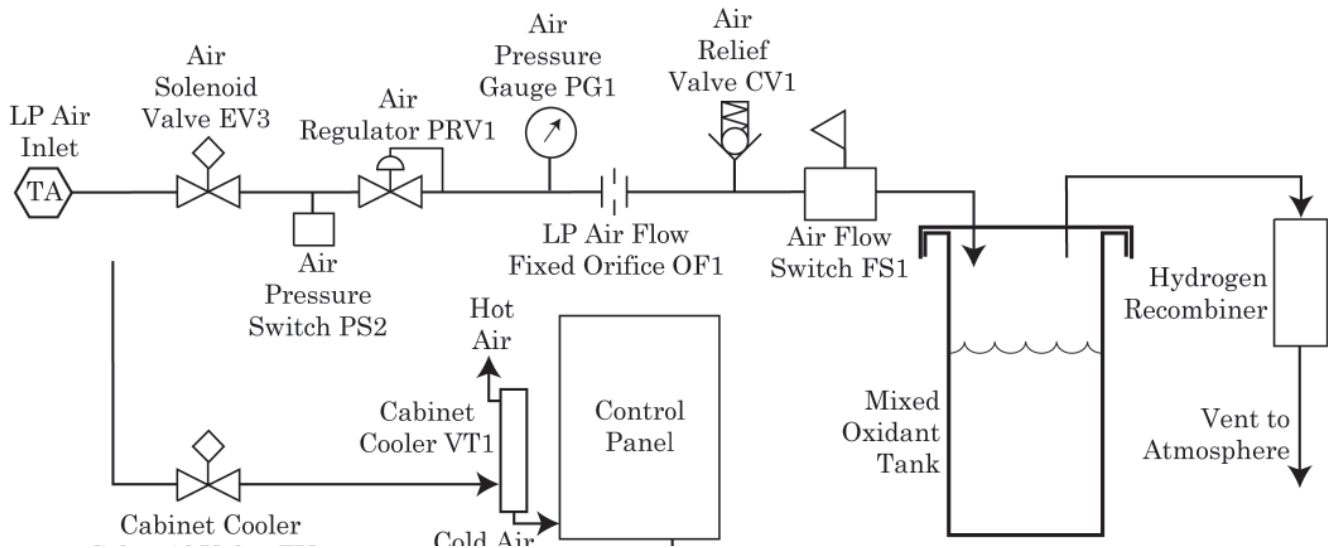 Air
Solenoid
Valve EV3
LP Air
Inlet
TA
Air
Pressure
Switch PS2
Air
Regulator PRV1
Air
Pressure
Gauge PG1
LP Air Flow
Fixed Orifice OF1
Air
Relief
Valve CV1
Air Flow
Switch FS1
Hydrogen
Recombiner
Vent to
Atmosphere
Mixed
Oxidant
Tank
Hot
Air
Cabinet
Cooler VT1
Control
Panel
Cold Air
Cabinet Cooler